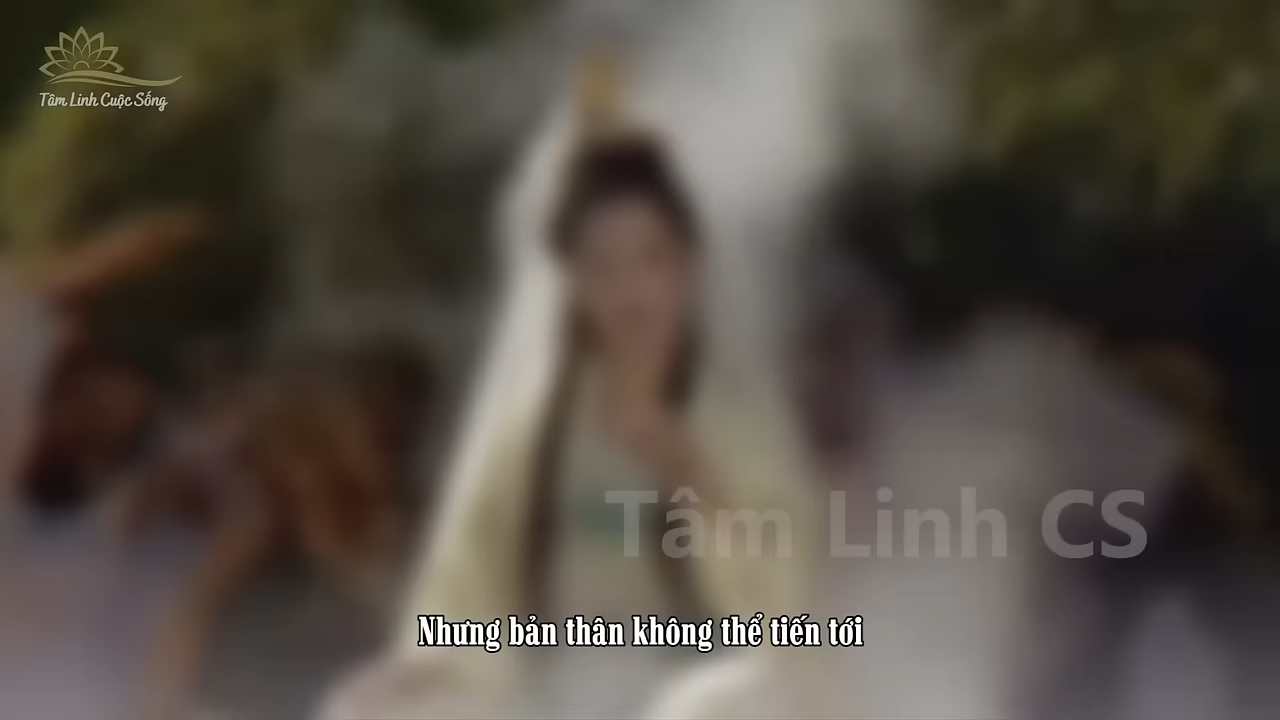 Tâm Linh Cuộc Sống
Tâm Linh CS
Nhưng bản thân không thể tiến tới